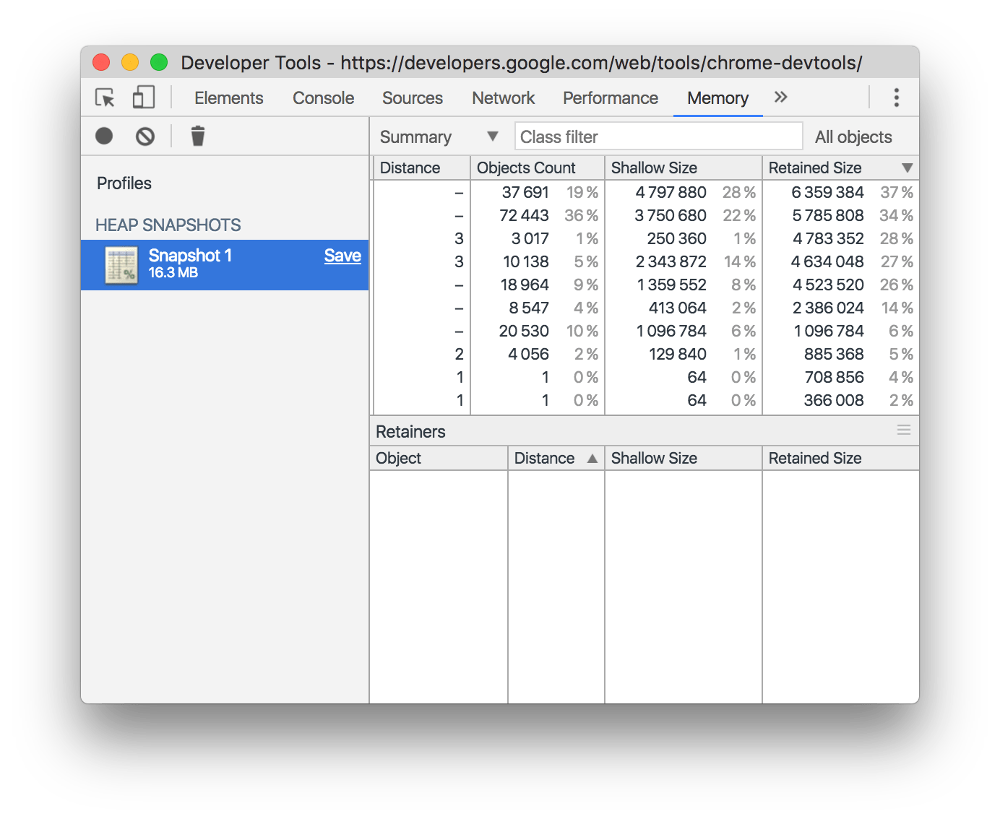 Developer Tools - https://developers.google.com/web/tools/chrome-devtools/
Elements Console Sources Network Performance Memory »
Summary ▼ Class filter All objects
Profiles
HEAP SNAPSHOTS
Snapshot 1 Save
16.3 MB
Distance Objects Count Shallow Size Retained Size ▼
– 37 691 19 % 4 797 880 28 % 6 359 384 37 %
– 72 443 36 % 3 750 680 22 % 5 785 808 34 %
3 3 017 1 % 250 360 1 % 4 783 352 28 %
3 10 138 5 % 2 343 872 14 % 4 634 048 27 %
– 18 964 9 % 1 359 552 8 % 4 523 520 26 %
– 8 547 4 % 413 064 2 % 2 386 024 14 %
– 20 530 10 % 1 096 784 6 % 1 096 784 6 %
2 4 056 2 % 129 840 1 % 885 368 5 %
1 1 0 % 64 0 % 708 856 4 %
1 1 0 % 64 0 % 366 008 2 %
Retainers
Object Distance ▲ Shallow Size Retained Size